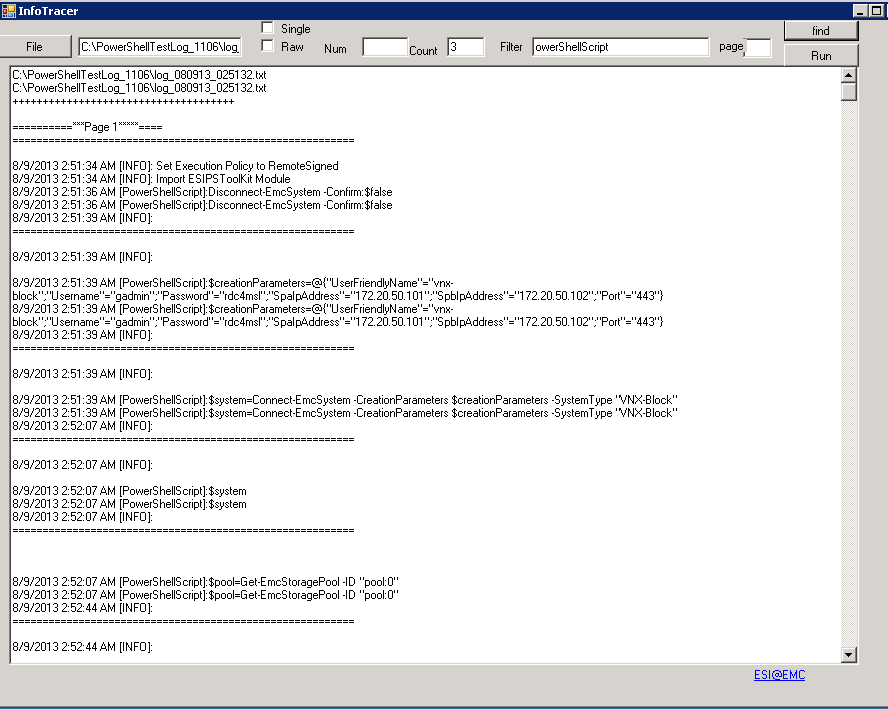 InfoTracer
File
C:\PowerShellTestLog_1106\log_
Single
Raw
Num
Count
3
Filter
owerShellScript
page
find
Run
C:\PowerShellTestLog_1106\log_080913_025132.txt
C:\PowerShellTestLog_1106\log_080913_025132.txt
+++++++++++++++++++++++++++++++++++++
==========***Page 1*****====
=========================================================
8/9/2013 2:51:34 AM [INFO]: Set Execution Policy to RemoteSigned
8/9/2013 2:51:34 AM [INFO]: Import ESIPSToolKit Module
8/9/2013 2:51:36 AM [PowerShellScript]:Disconnect-EmcSystem -Confirm:$false
8/9/2013 2:51:36 AM [PowerShellScript]:Disconnect-EmcSystem -Confirm:$false
8/9/2013 2:51:39 AM [INFO]:
=========================================================
8/9/2013 2:51:39 AM [INFO]:
8/9/2013 2:51:39 AM [PowerShellScript]:$creationParameters=@{"UserFriendlyName"="vnx-
block";"Username"="gadmin";"Password"="rdc4msl";"SpaIpAddress"="172.20.50.101";"SpbIpAddress"="172.20.50.102";"Port"="443"}
8/9/2013 2:51:39 AM [PowerShellScript]:$creationParameters=@{"UserFriendlyName"="vnx-
block";"Username"="gadmin";"Password"="rdc4msl";"SpaIpAddress"="172.20.50.101";"SpbIpAddress"="172.20.50.102";"Port"="443"}
8/9/2013 2:51:39 AM [INFO]:
=========================================================
8/9/2013 2:51:39 AM [INFO]:
8/9/2013 2:51:39 AM [PowerShellScript]:$system=Connect-EmcSystem -CreationParameters $creationParameters -SystemType "VNX-Block"
8/9/2013 2:51:39 AM [PowerShellScript]:$system=Connect-EmcSystem -CreationParameters $creationParameters -SystemType "VNX-Block"
8/9/2013 2:52:07 AM [INFO]:
=========================================================
8/9/2013 2:52:07 AM [INFO]:
8/9/2013 2:52:07 AM [PowerShellScript]:$system
8/9/2013 2:52:07 AM [PowerShellScript]:$system
8/9/2013 2:52:07 AM [INFO]:
=========================================================
8/9/2013 2:52:07 AM [PowerShellScript]:$pool=Get-EmcStoragePool -ID "pool:0"
8/9/2013 2:52:07 AM [PowerShellScript]:$pool=Get-EmcStoragePool -ID "pool:0"
8/9/2013 2:52:44 AM [INFO]:
=========================================================
8/9/2013 2:52:44 AM [INFO]:
ESI@EMC